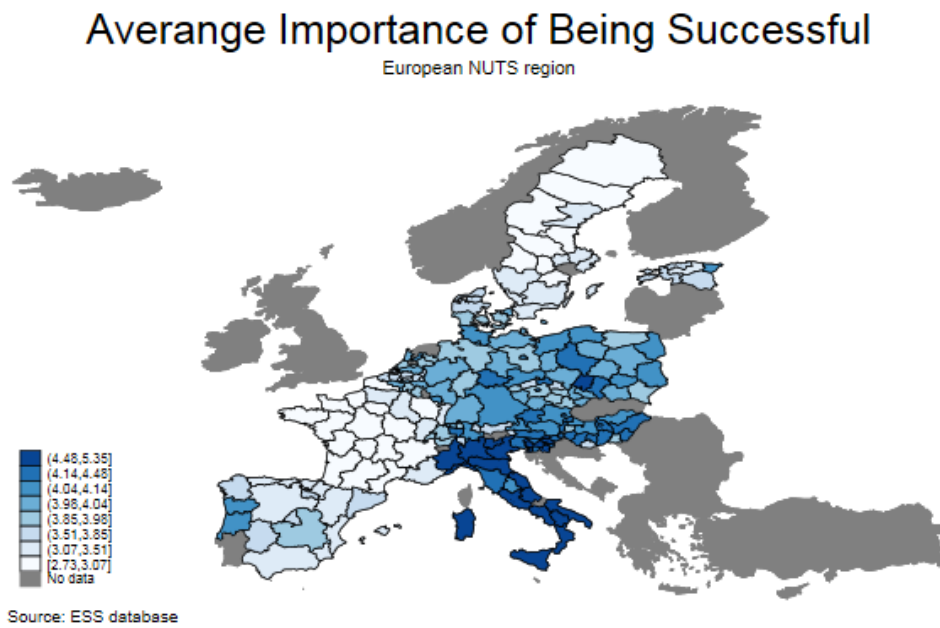 Averange Importance of Being Successful
European NUTS region
(4.48,5.35]
(4.14,4.48]
(4.04,4.14]
(3.98,4.04]
(3.85,3.98]
(3.51,3.85]
(3.07,3.51]
[2.73,3.07]
No data
Source: ESS database